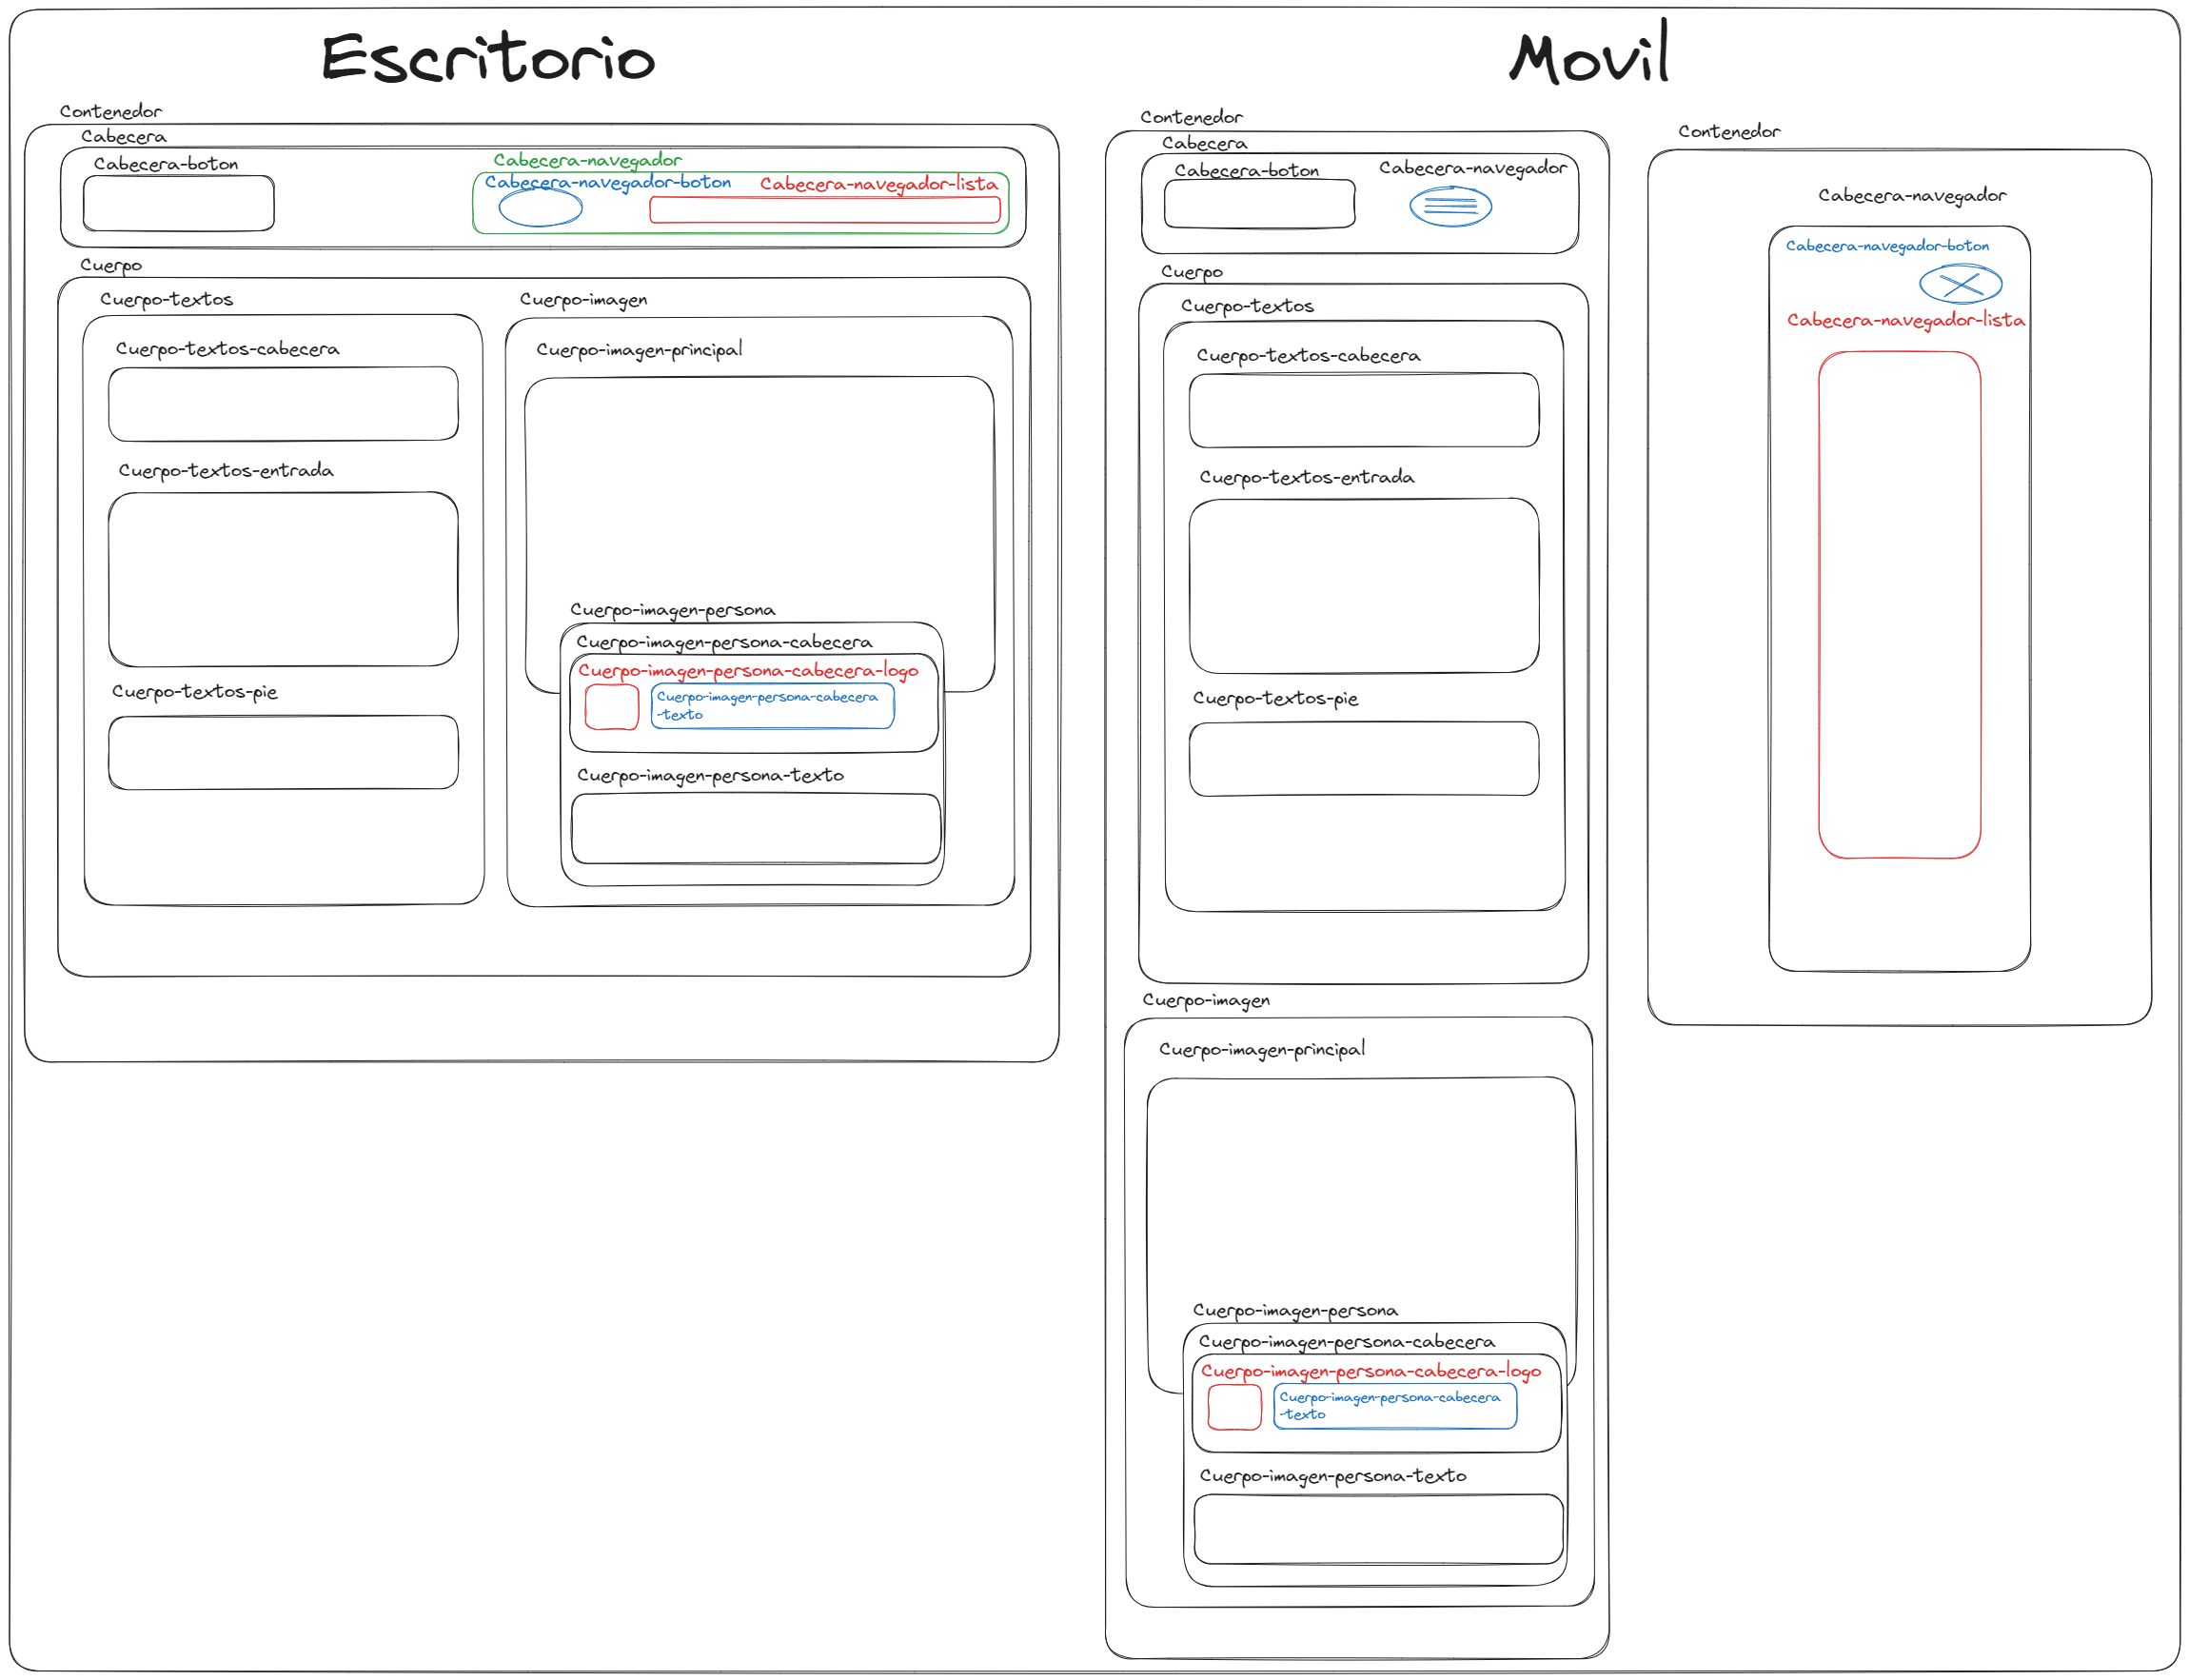 Escritorio
Contenedor
Cabecera
Cabecera-boton
Cabecera-navegador
Cabecera-navegador-boton
Cabecera-navegador-lista
Cuerpo
Cuerpo-textos
Cuerpo-textos-cabecera
Cuerpo-textos-entrada
Cuerpo-textos-pie
Cuerpo-imagen
Cuerpo-imagen-principal
Cuerpo-imagen-persona
Cuerpo-imagen-persona-cabecera
Cuerpo-imagen-persona-cabecera-logo
Cuerpo-imagen-persona-cabecera
-texto
Cuerpo-imagen-persona-texto
Movil
Contenedor
Cabecera
Cabecera-boton
Cabecera-navegador
Cuerpo
Cuerpo-textos
Cuerpo-textos-cabecera
Cuerpo-textos-entrada
Cuerpo-textos-pie
Cuerpo-imagen
Cuerpo-imagen-principal
Cuerpo-imagen-persona
Cuerpo-imagen-persona-cabecera
Cuerpo-imagen-persona-cabecera-logo
Cuerpo-imagen-persona-cabecera
-texto
Cuerpo-imagen-persona-texto
Contenedor
Cabecera-navegador
Cabecera-navegador-boton
Cabecera-navegador-lista